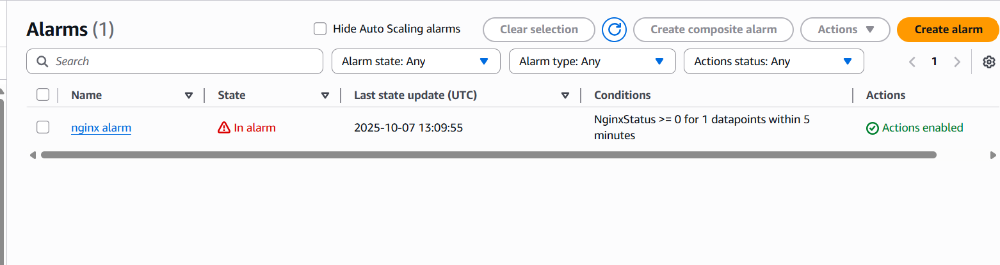 Alarms (1)
Hide Auto Scaling alarms
Clear selection
Create composite alarm
Actions
Create alarm
Search
Alarm state: Any
Alarm type: Any
Actions status: Any
1
Name
State
Last state update (UTC)
Conditions
Actions
nginx alarm
In alarm
2025-10-07 13:09:55
NginxStatus >= 0 for 1 datapoints within 5
minutes
Actions enabled